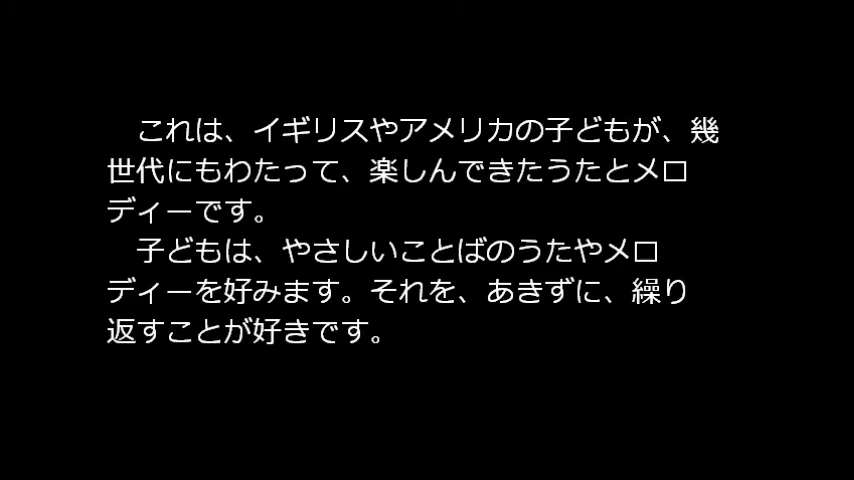 これは、イギリスやアメリカの子どもが、幾
世代にもわたって、楽しんできたうたとメロ
ディーです。
子どもは、やさしいことばのうたやメロ
ディーを好みます。それを、あきずに、繰り
返すことが好きです。